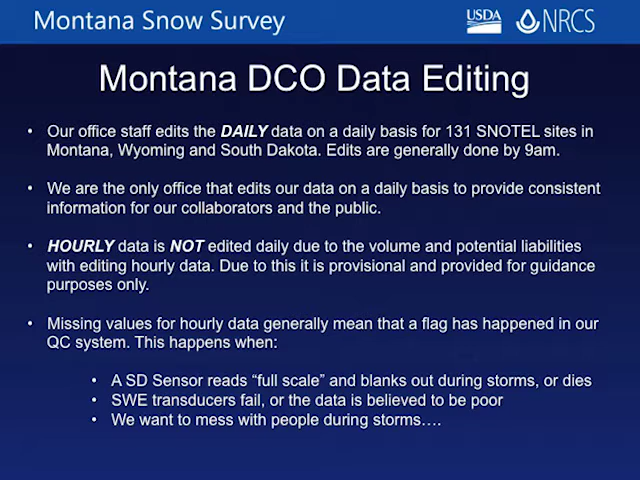 Montana Snow Survey
USDA
NRCS
Montana DCO Data Editing
• Our office staff edits the DAILY data on a daily basis for 131 SNOTEL sites in
Montana, Wyoming and South Dakota. Edits are generally done by 9am.
• We are the only office that edits our data on a daily basis to provide consistent
information for our collaborators and the public.
• HOURLY data is NOT edited daily due to the volume and potential liabilities
with editing hourly data. Due to this it is provisional and provided for guidance
purposes only.
• Missing values for hourly data generally mean that a flag has happened in our
QC system. This happens when:
• A SD Sensor reads “full scale” and blanks out during storms, or dies
• SWE transducers fail, or the data is believed to be poor
• We want to mess with people during storms….